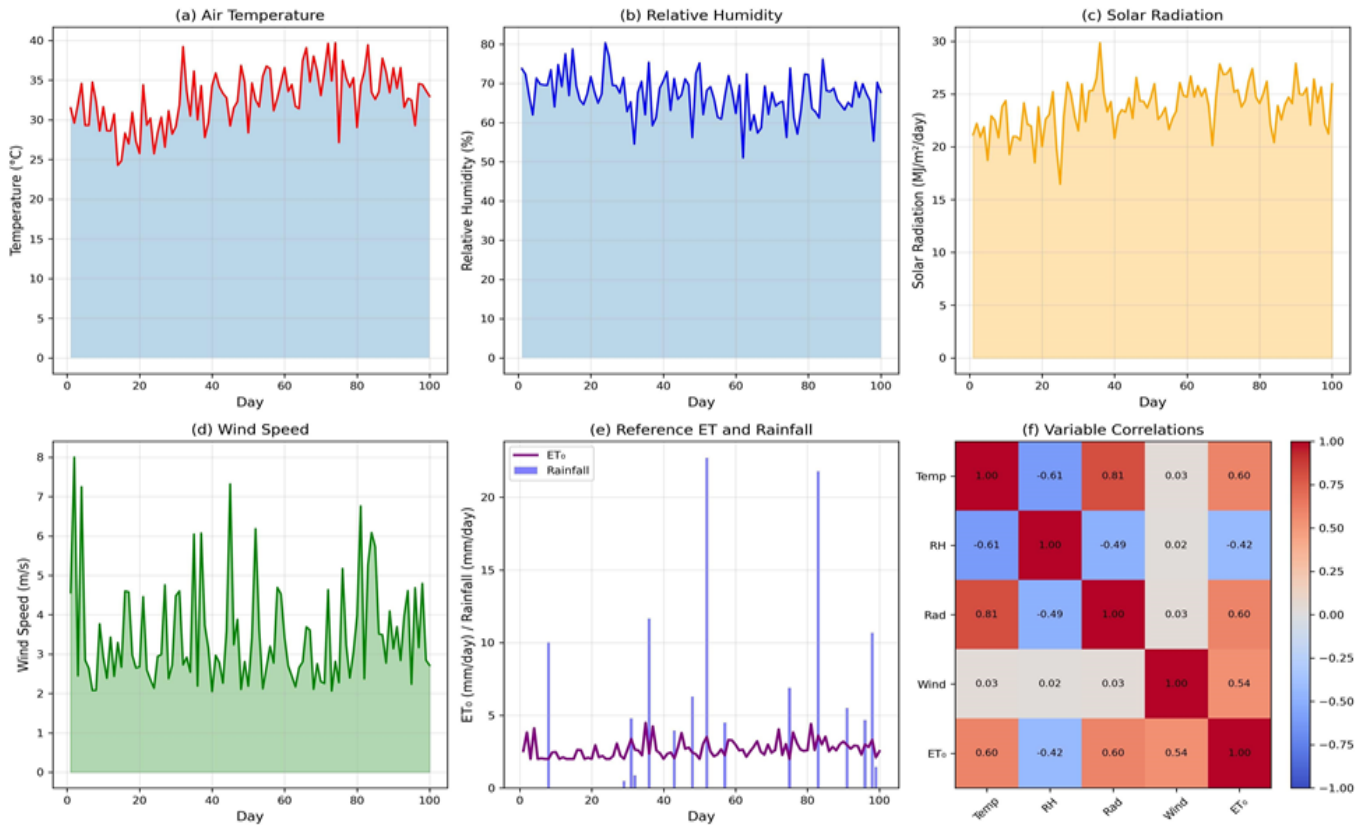 (a) Air Temperature
Temperature (°C)
40
35
30
25
20
15
10
5
0
0 20 40 60 80 100
Day
(b) Relative Humidity
Relative Humidity (%)
80
70
60
50
40
30
20
10
0
0 20 40 60 80 100
Day
(c) Solar Radiation
Solar Radiation (MJ/m²/day)
30
25
20
15
10
5
0
0 20 40 60 80 100
Day
(d) Wind Speed
Wind Speed (m/s)
8
7
6
5
4
3
2
1
0
0 20 40 60 80 100
Day
(e) Reference ET and Rainfall
ET₀ (mm/day) / Rainfall (mm/day)
ET₀
Rainfall
20
15
10
5
0
0 20 40 60 80 100
Day
(f) Variable Correlations
Temp 1.00 -0.61 0.81 0.03 0.60
RH -0.61 1.00 -0.49 0.02 -0.42
Rad 0.81 -0.49 1.00 0.03 0.60
Wind 0.03 0.02 0.03 1.00 0.54
ET₀ 0.60 -0.42 0.60 0.54 1.00
Temp RH Rad Wind ET₀
1.00
0.75
0.50
0.25
0.00
−0.25
−0.50
−0.75
−1.00